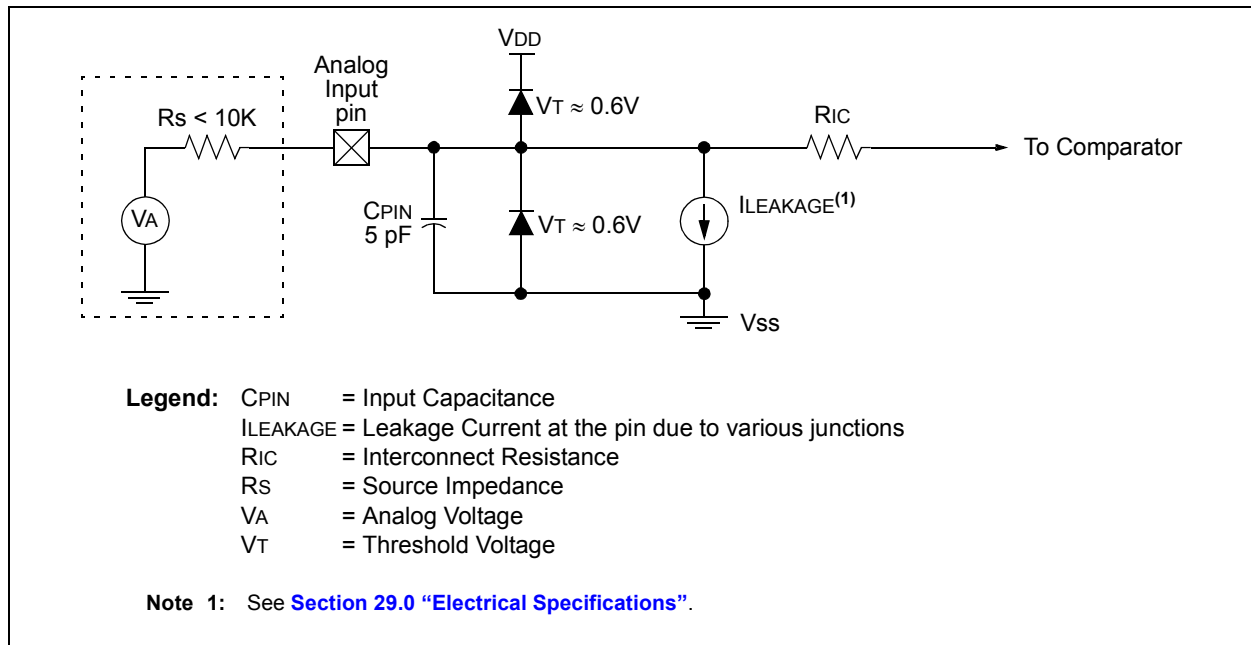 VDD
Analog
Input
pin
Rs < 10K
VT ≈ 0.6V
RIC
To Comparator
VA
CPIN
5 pF
VT ≈ 0.6V
ILEAKAGE(1)
Vss
Legend: CPIN = Input Capacitance
ILEAKAGE = Leakage Current at the pin due to various junctions
RIC = Interconnect Resistance
RS = Source Impedance
VA = Analog Voltage
VT = Threshold Voltage
Note 1: See Section 29.0 “Electrical Specifications”.